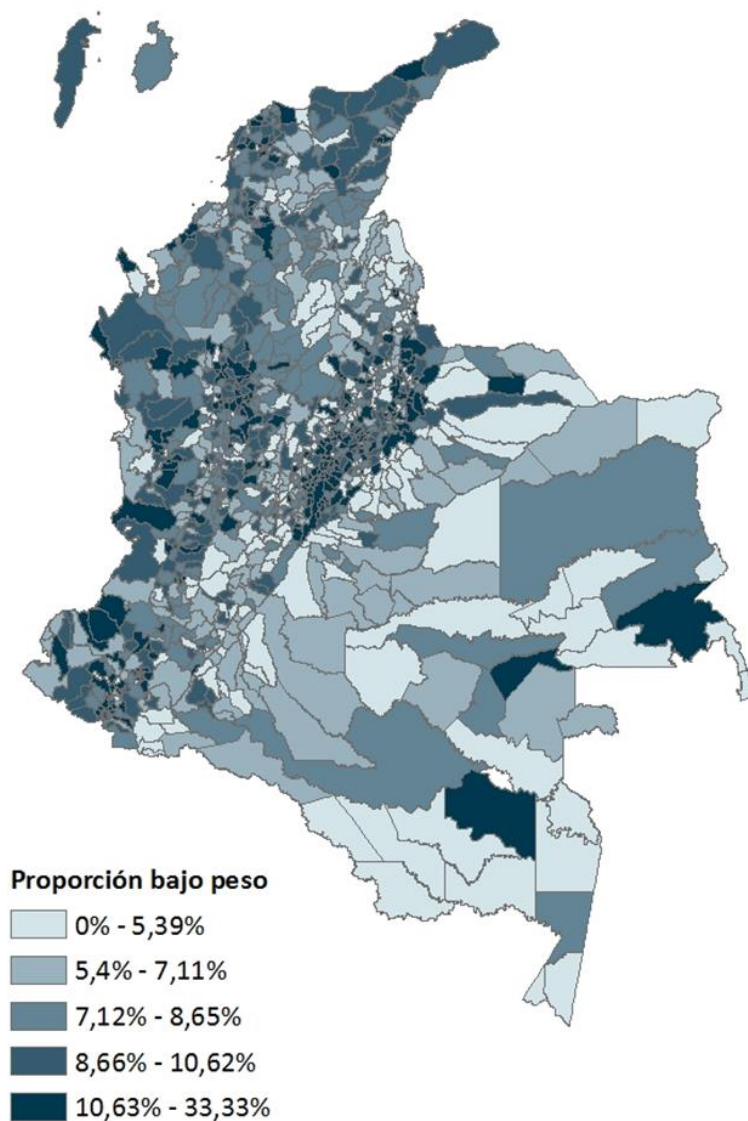 Proporción bajo peso
0% - 5,39%
5,4% - 7,11%
7,12% - 8,65%
8,66% - 10,62%
10,63% - 33,33%